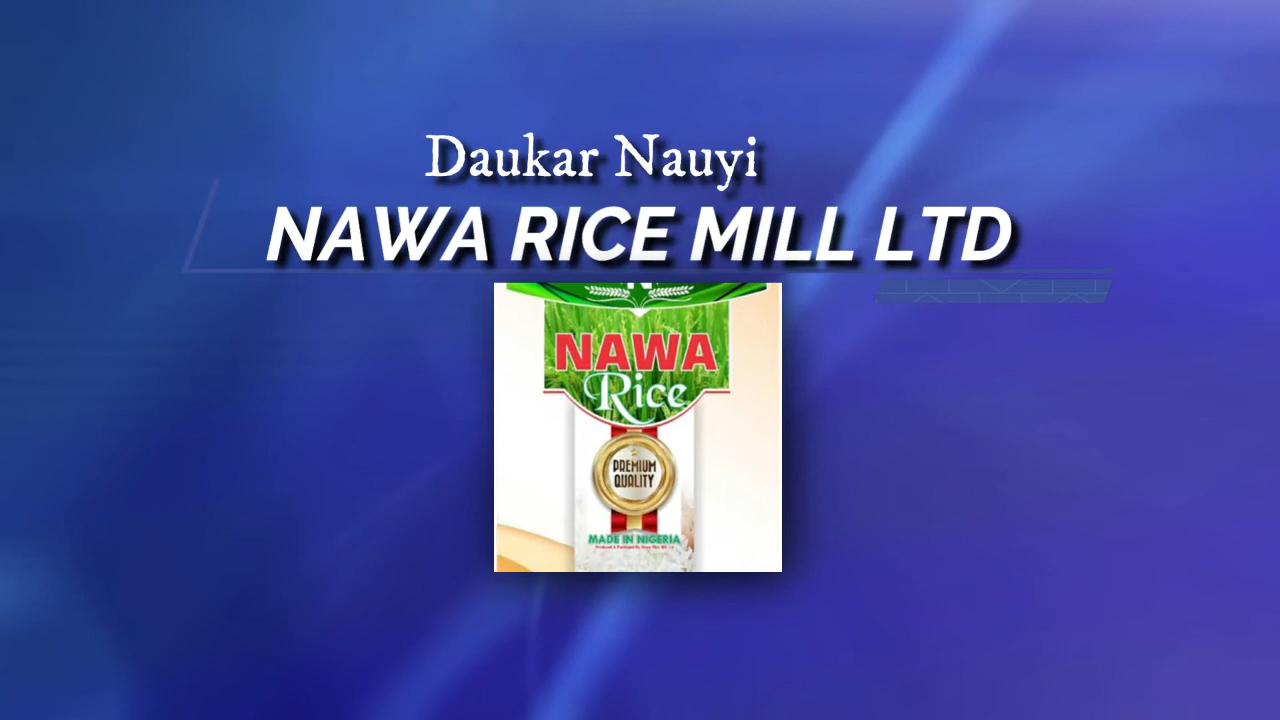 Daukar Nauyi
NAWA RICE MILL LTD
NAWA
Rice
PREMIUM
QUALITY
MADE IN NIGERIA